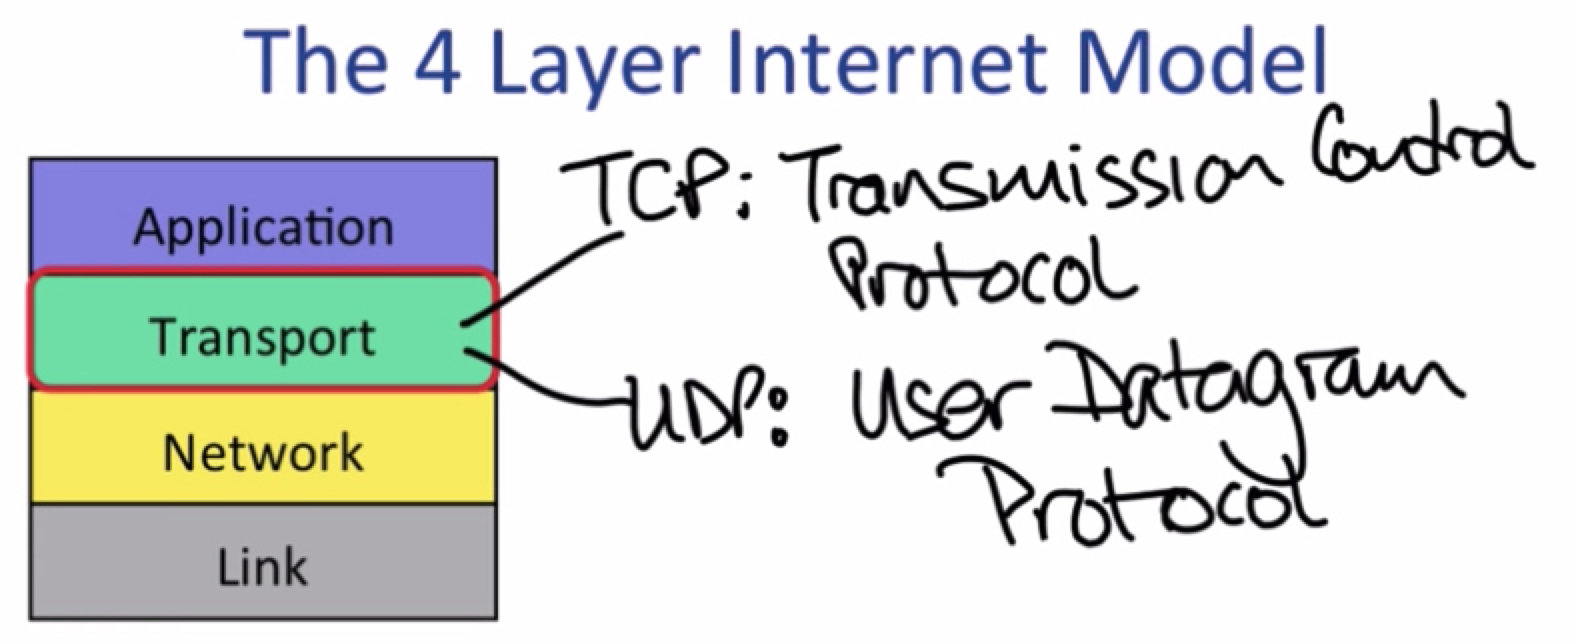 The 4 Layer Internet Model
Application
Transport
Network
Link
TCP: Transmission Control
Protocol
UDP: User Datagram
Protocol